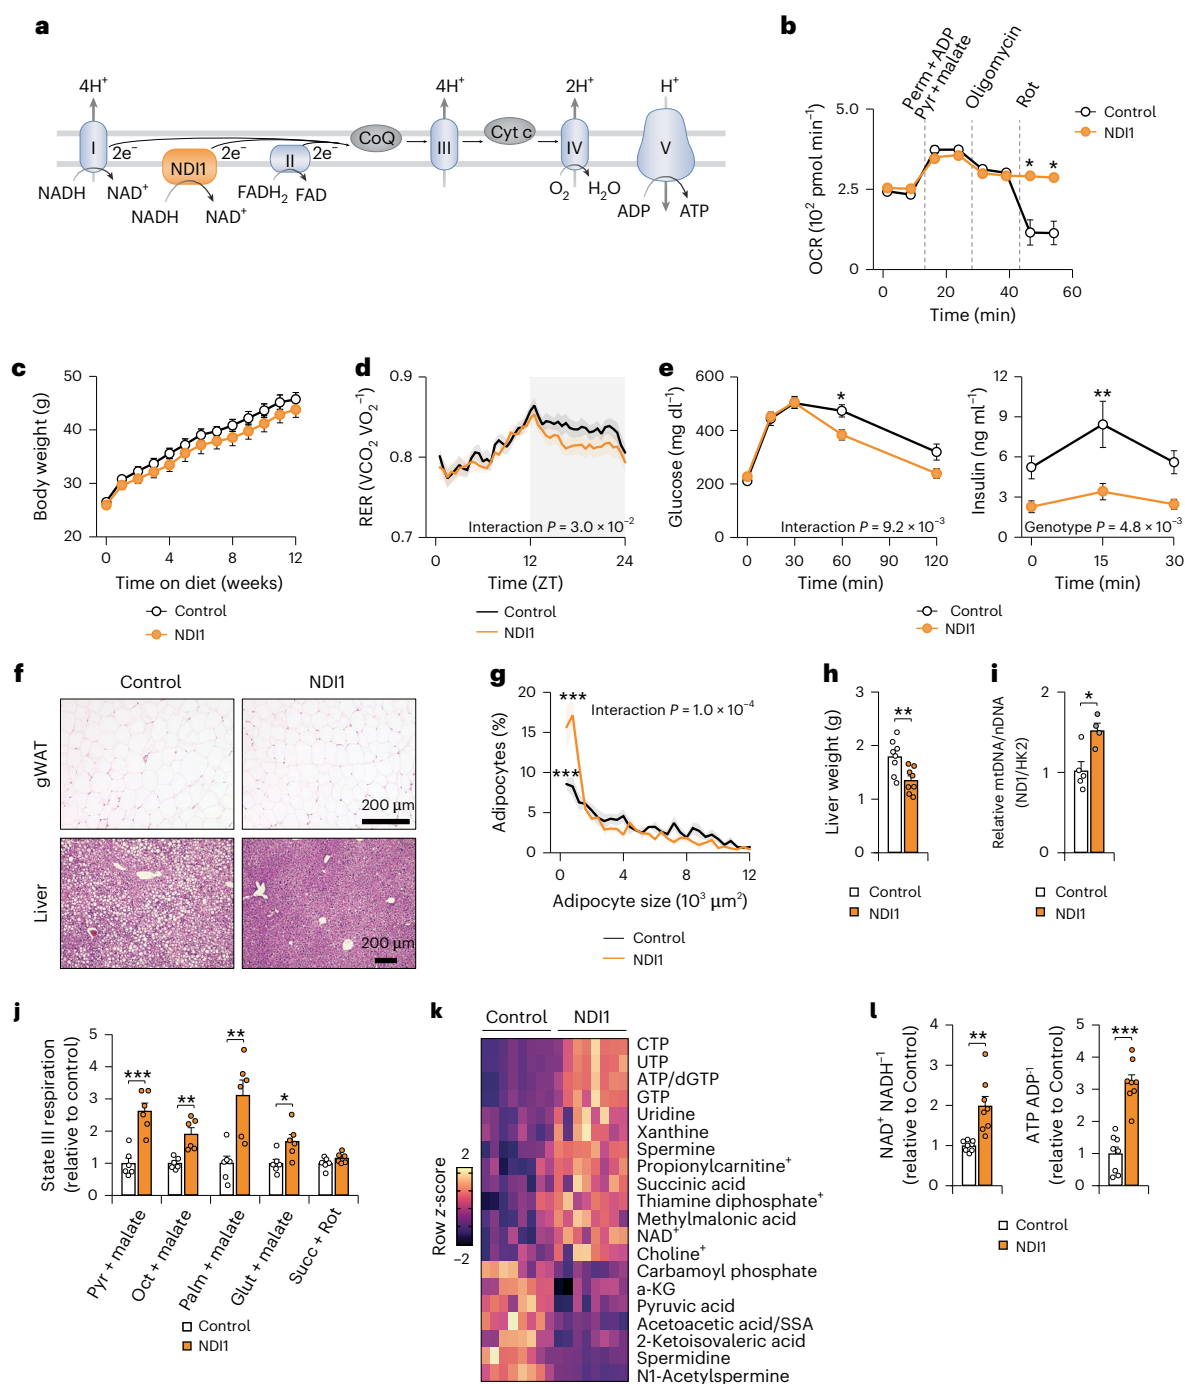 a
4H⁺
4H⁺
2H⁺
H⁺
I
2e⁻
NDI1
2e⁻
II
2e⁻
CoQ
III
Cyt c
IV
V
NADH
NAD⁺
NADH
NAD⁺
FADH₂
FAD
O₂
H₂O
ADP
ATP
b
Perm + ADP
Pyr + malate
Oligomycin
Rot
Control
NDI1
OCR (10² pmol min⁻¹)
5.0
2.5
0
* *
0 20 40 60
Time (min)
c
Body weight (g)
50
40
30
20
0 4 8 12
Time on diet (weeks)
Control
NDI1
d
RER (VCO₂ VO₂⁻¹)
0.9
0.8
0.7
Interaction P = 3.0 × 10⁻²
0 12 24
Time (ZT)
Control
NDI1
e
Glucose (mg dl⁻¹)
600
400
200
0
*
Interaction P = 9.2 × 10⁻³
0 30 60 120
Time (min)
Insulin (ng ml⁻¹)
12
9
6
3
0
**
Genotype P = 4.8 × 10⁻³
0 15 30
Time (min)
Control
NDI1
f
Control
NDI1
gWAT
200 µm
Liver
200 µm
g
Adipocytes (%)
20
15
10
5
0
***
***
Interaction P = 1.0 × 10⁻⁴
0 4 8 12
Adipocyte size (10³ µm²)
Control
NDI1
h
Liver weight (g)
3
2
1
0
**
Control
NDI1
i
Relative mtDNA/nDNA
(ND1/HK2)
2
1
0
*
Control
NDI1
j
State III respiration
(relative to control)
5
4
3
2
1
0
***
**
**
*
Pyr + malate
Oct + malate
Palm + malate
Glut + malate
Succ + Rot
Control
NDI1
k
Control
NDI1
Row z-score
2
−2
CTP
UTP
ATP/dGTP
GTP
Uridine
Xanthine
Spermine
Propionylcarnitine⁺
Succinic acid
Thiamine diphosphate⁺
Methylmalonic acid
NAD⁺
Choline⁺
Carbamoyl phosphate
a-KG
Pyruvic acid
Acetoacetic acid/SSA
2-Ketoisovaleric acid
Spermidine
N1-Acetylspermine
l
NAD⁺ NADH⁻¹
(relative to Control)
4
3
2
1
0
**
ATP ADP⁻¹
(relative to Control)
5
4
3
2
1
0
***
Control
NDI1